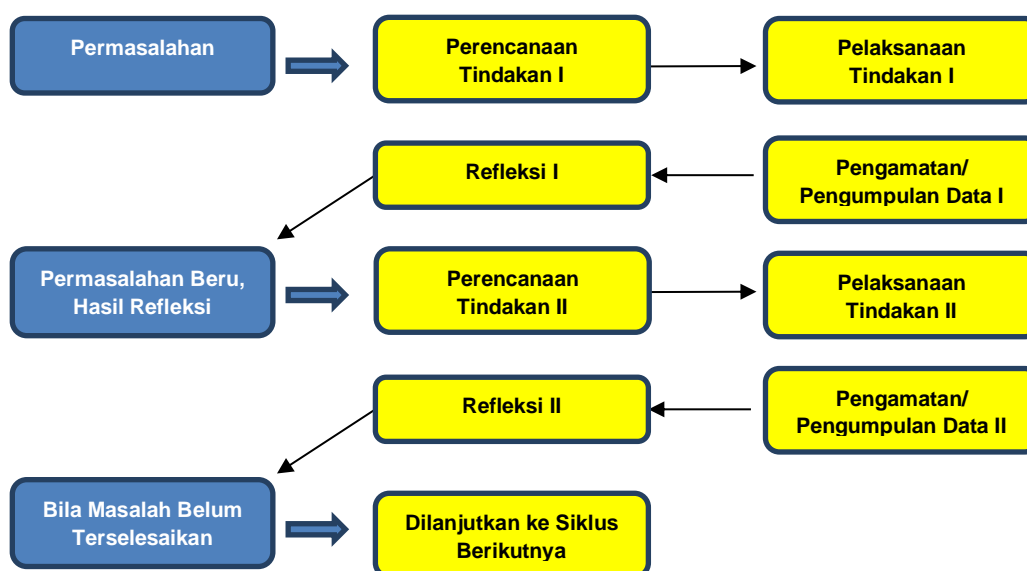 Permasalahan
Perencanaan
Tindakan I
Pelaksanaan
Tindakan I
Refleksi I
Pengamatan/
Pengumpulan Data I
Permasalahan Beru,
Hasil Refleksi
Perencanaan
Tindakan II
Pelaksanaan
Tindakan II
Refleksi II
Pengamatan/
Pengumpulan Data II
Bila Masalah Belum
Terselesaikan
Dilanjutkan ke Siklus
Berikutnya